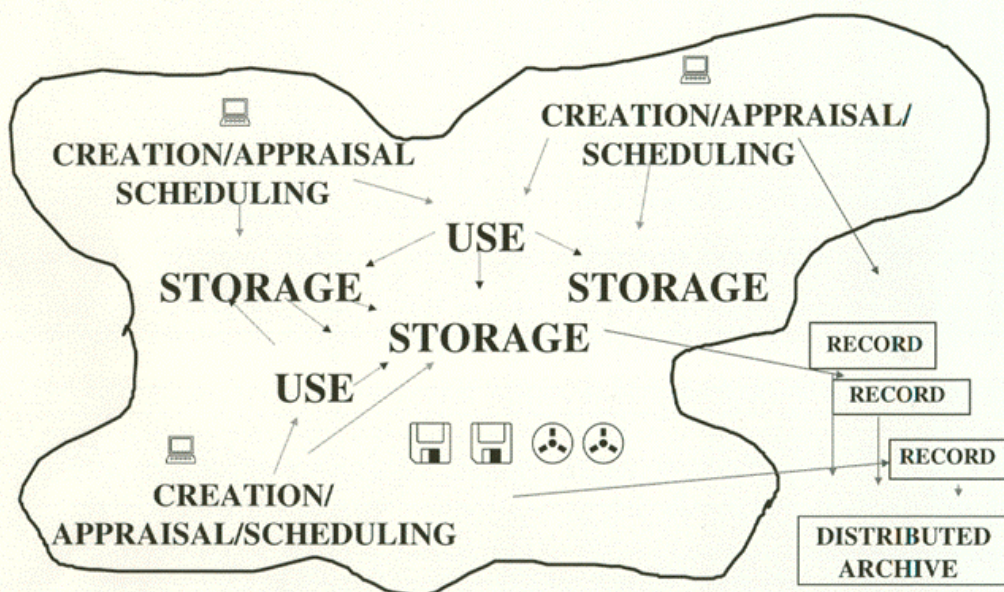 CREATION/APPRAISAL
SCHEDULING
CREATION/APPRAISAL/
SCHEDULING
USE
STORAGE
STORAGE
STORAGE
USE
RECORD
RECORD
RECORD
CREATION/
APPRAISAL/SCHEDULING
DISTRIBUTED
ARCHIVE